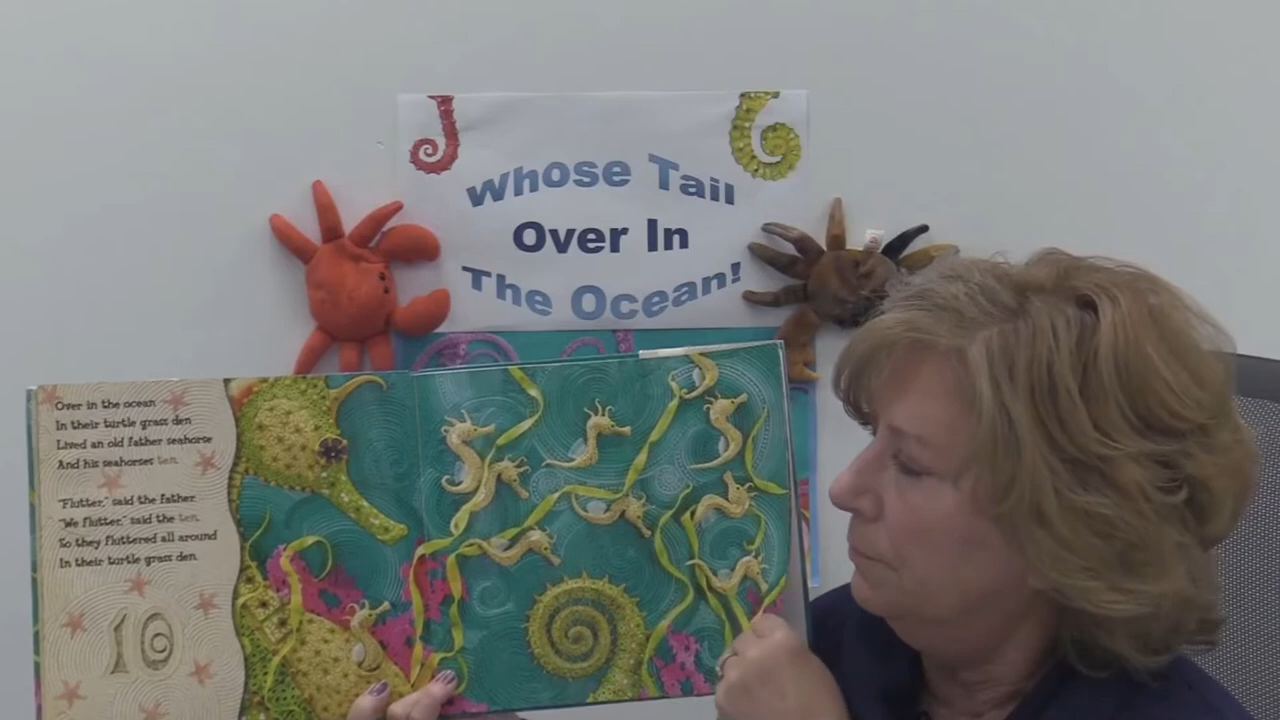 Whose Tail
Over In
The Ocean!
Over in the ocean
In their turtle grass den
Lived an old father seahorse
And his seahorses ten.
"Flutter," said the father.
"We flutter," said the ten.
So they fluttered all around
In their turtle grass den.
10